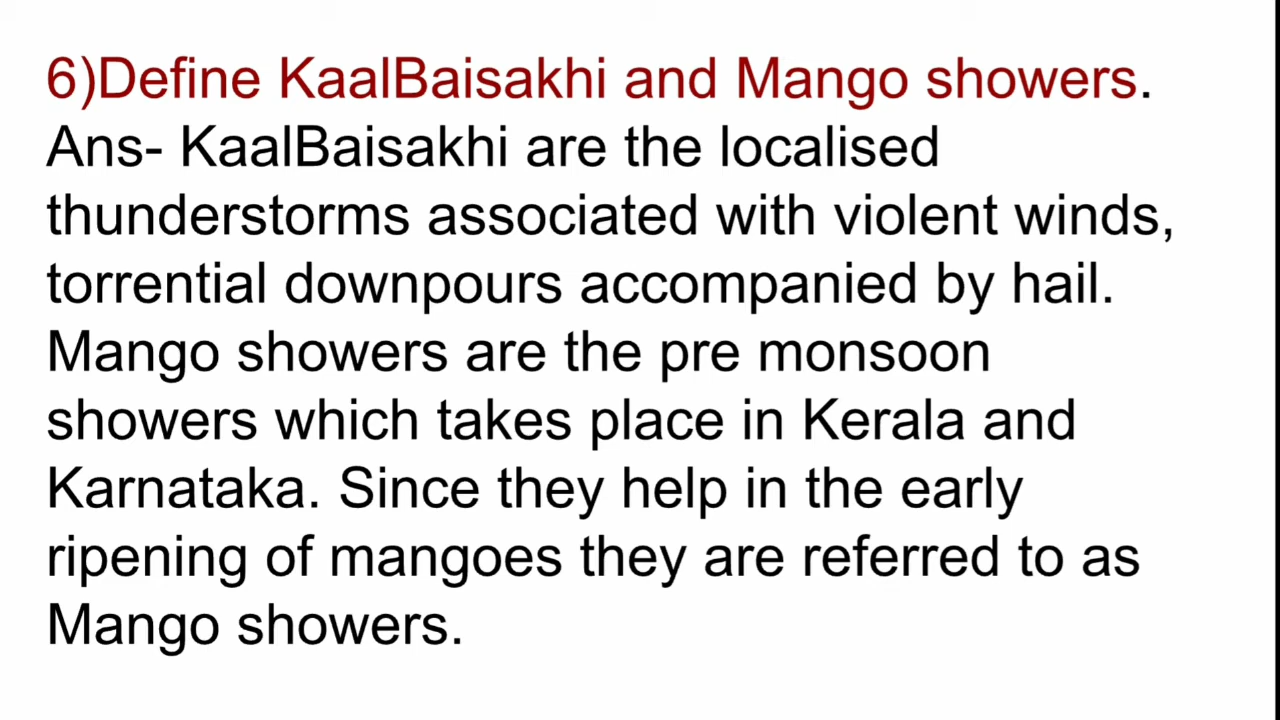 6)Define KaalBaisakhi and Mango showers.
Ans- KaalBaisakhi are the localised
thunderstorms associated with violent winds,
torrential downpours accompanied by hail.
Mango showers are the pre monsoon
showers which takes place in Kerala and
Karnataka. Since they help in the early
ripening of mangoes they are referred to as
Mango showers.